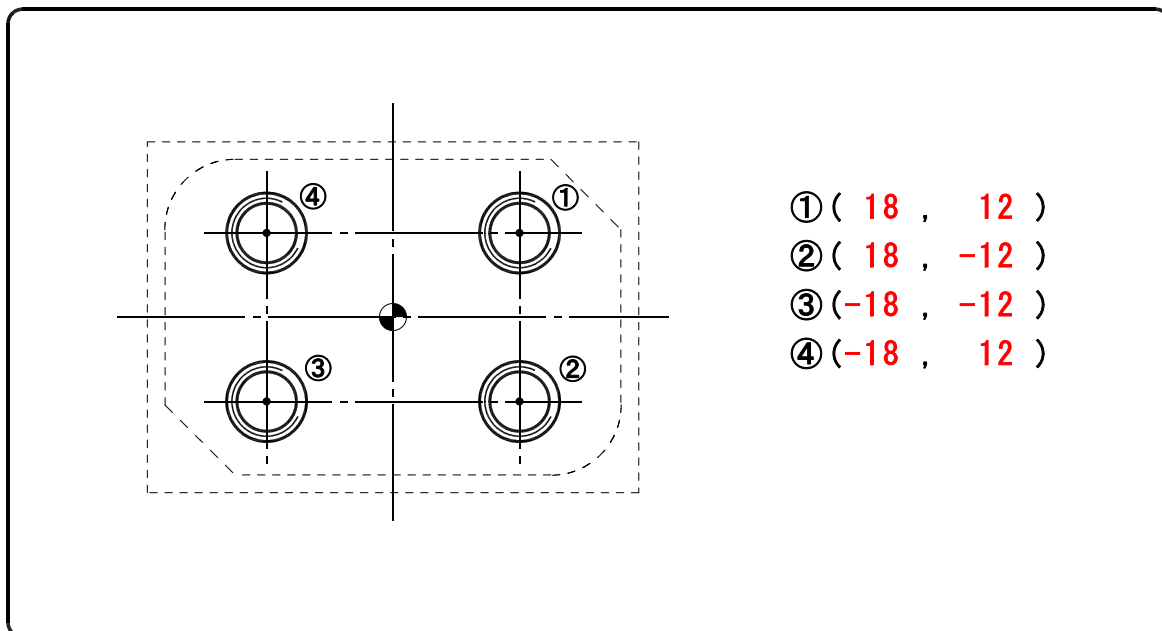 ④ ①
③ ②
①( 18 , 12 )
②( 18 , -12 )
③(-18 , -12 )
④(-18 , 12 )